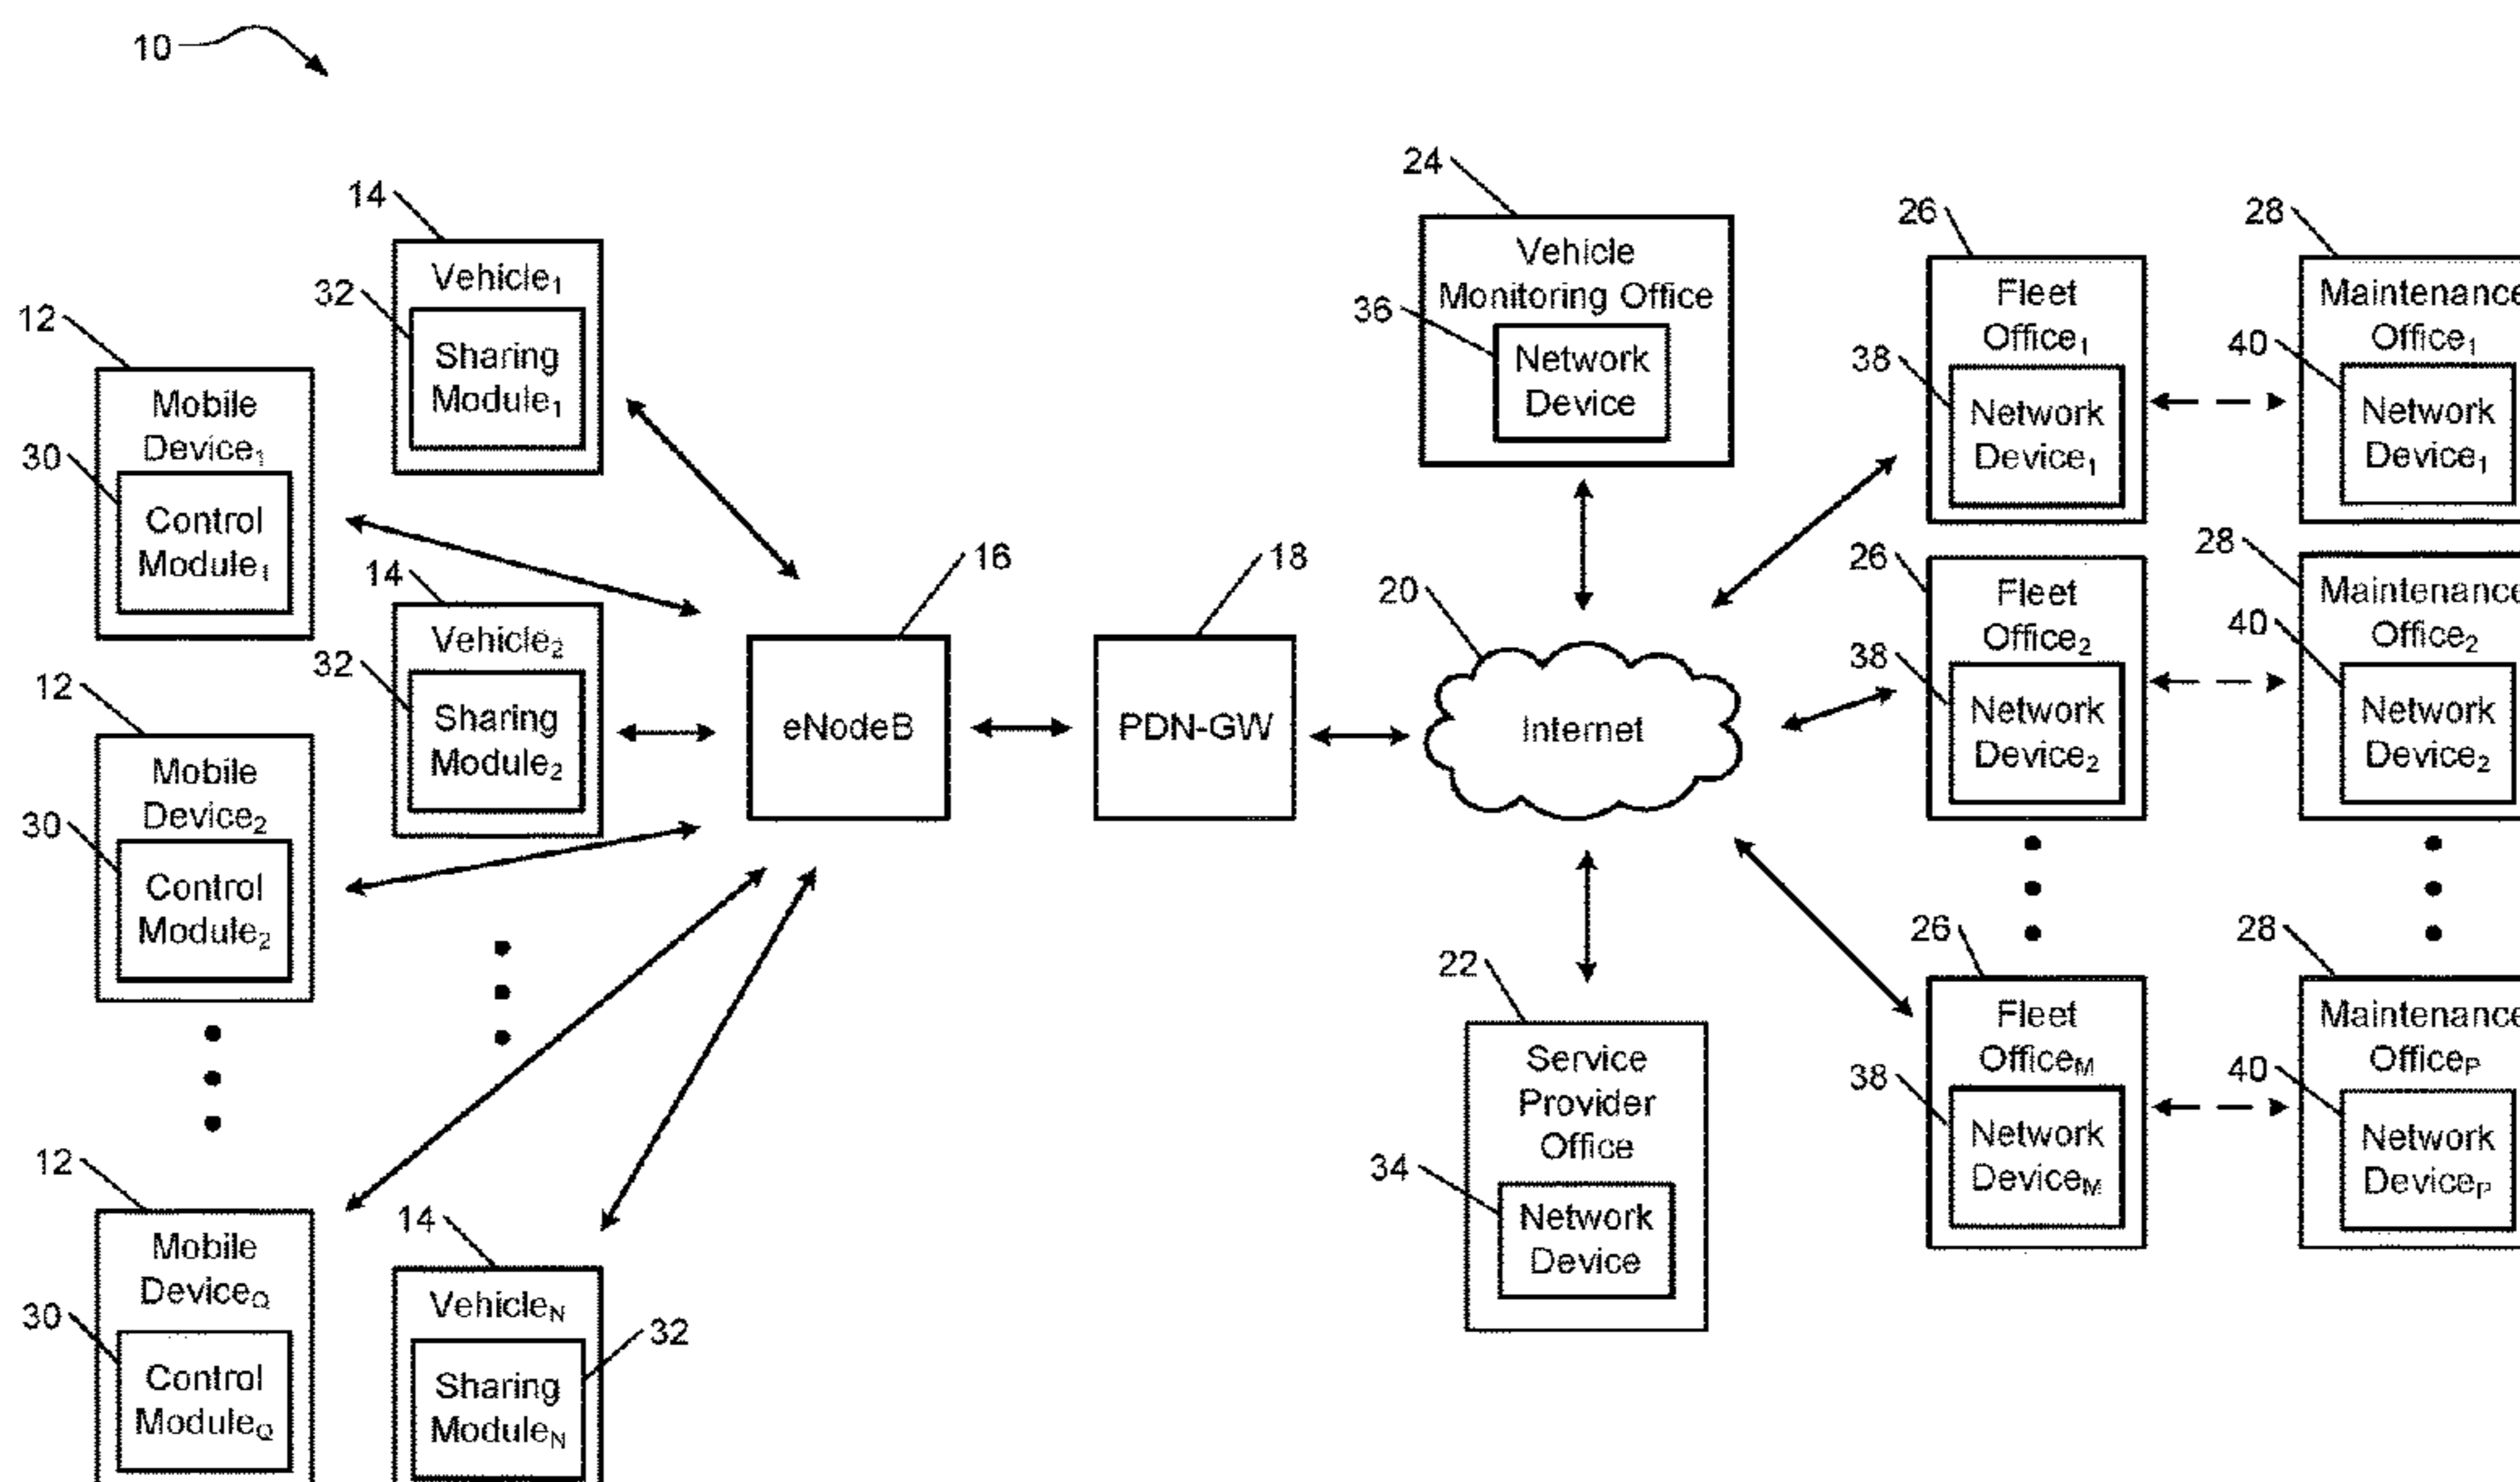 10
14
Vehicle₁
32
Sharing
Module₁
12
Mobile
Device₁
30
Control
Module₁
14
Vehicle₂
32
Sharing
Module₂
12
Mobile
Device₂
30
Control
Module₂
12
Mobile
DeviceQ
30
Control
ModuleQ
14
VehicleN
32
Sharing
ModuleN
16
eNodeB
18
PDN-GW
20
Internet
24
Vehicle
Monitoring Office
36
Network
Device
22
Service
Provider
Office
34
Network
Device
26
Fleet
Office₁
38
Network
Device₁
28
Maintenance
Office₁
40
Network
Device₁
26
Fleet
Office₂
38
Network
Device₂
28
Maintenance
Office₂
40
Network
Device₂
26
Fleet
OfficeM
38
Network
DeviceM
28
Maintenance
OfficeP
40
Network
DeviceP